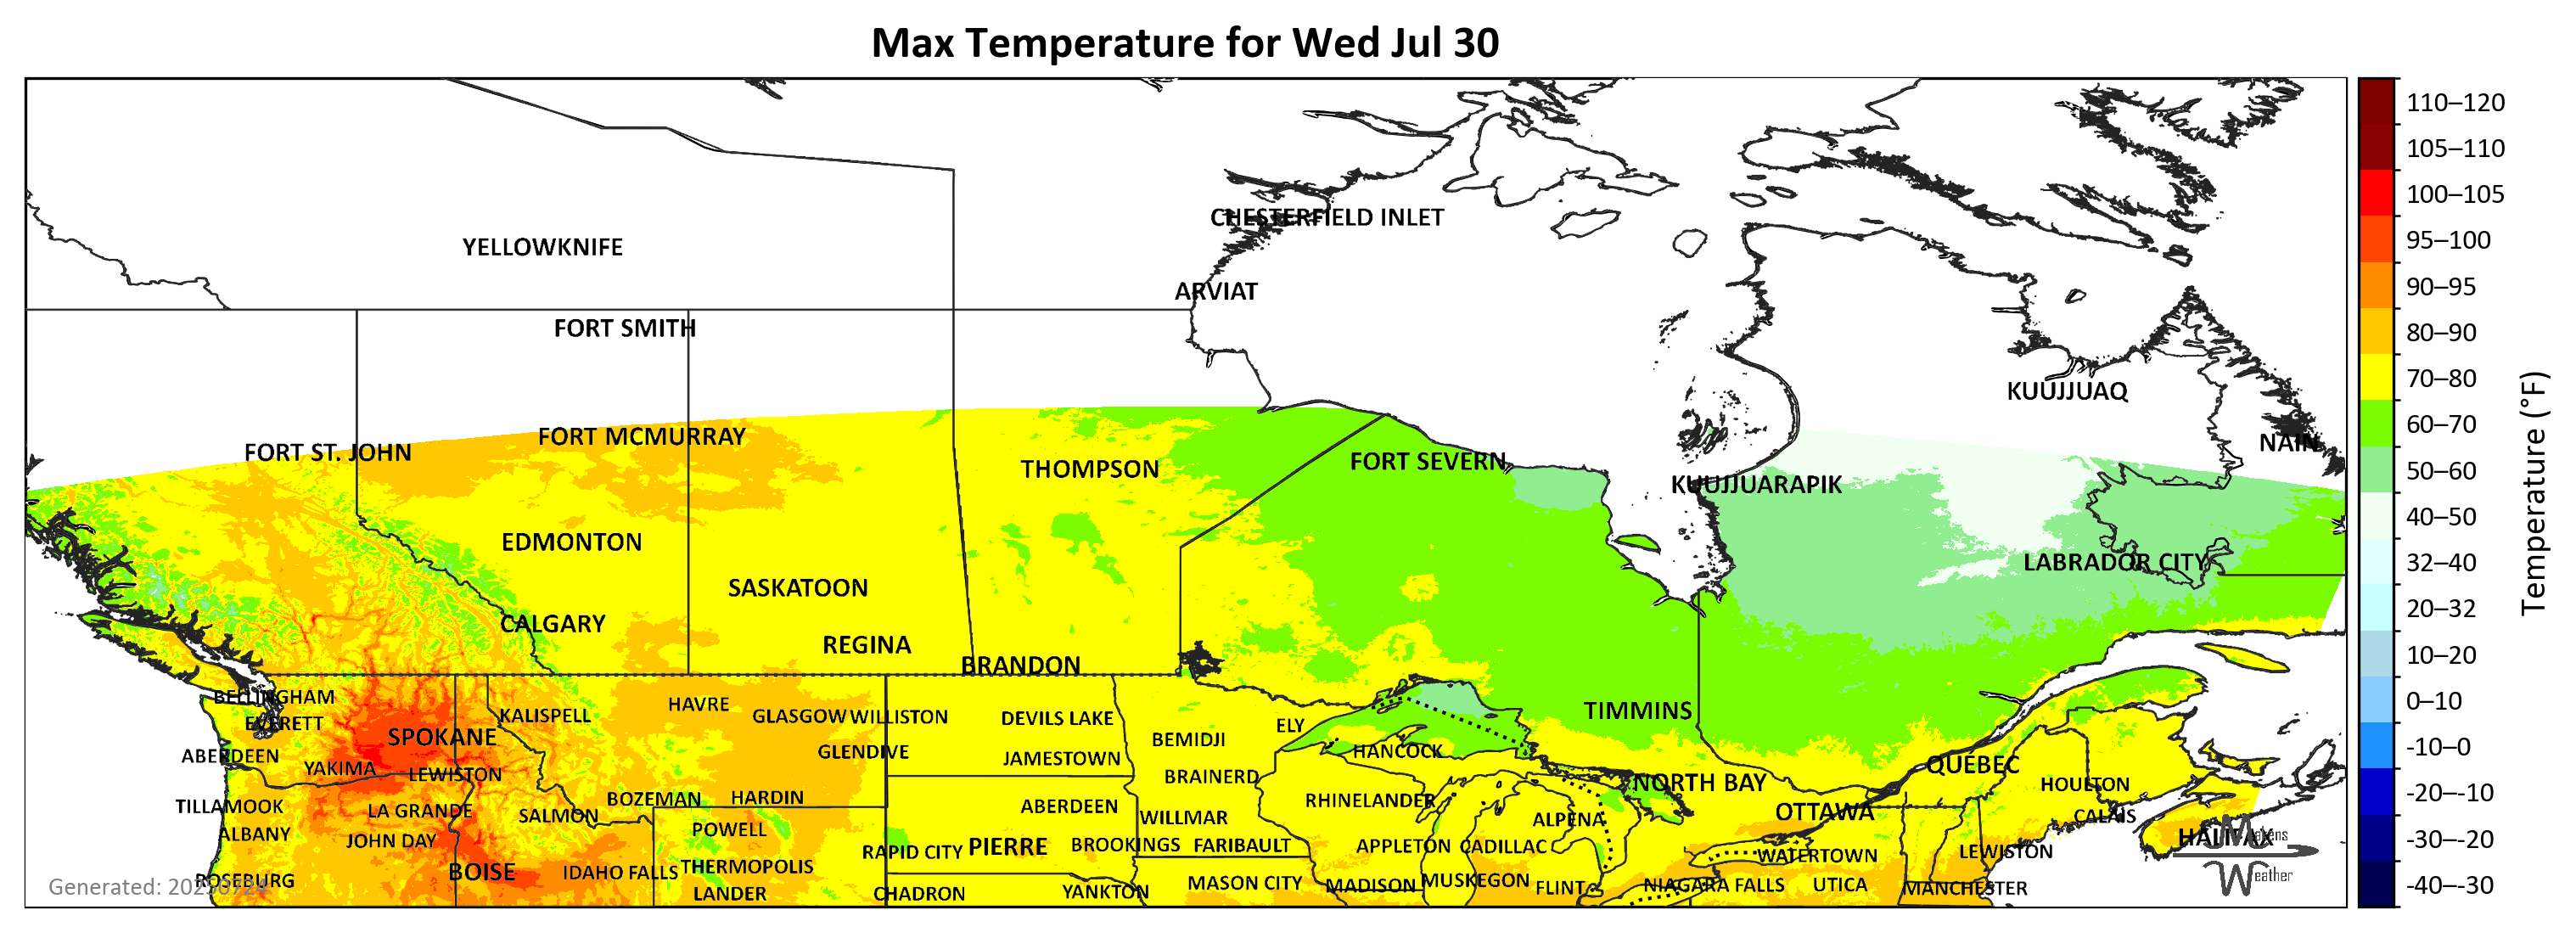 Max Temperature for Wed Jul 30
110–120
105–110
100–105
95–100
90–95
80–90
70–80
60–70
50–60
40–50
32–40
20–32
10–20
0–10
-10–0
-20–-10
-30–-20
-40–-30
Temperature (°F)
CHESTERFIELD INLET
YELLOWKNIFE
ARVIAT
FORT SMITH
KUUJJUAQ
FORT MCMURRAY
NAIN
FORT ST. JOHN
FORT SEVERN
THOMPSON
KUUJJUARAPIK
EDMONTON
LABRADOR CITY
SASKATOON
CALGARY
REGINA
BRANDON
BELLINGHAM
HAVRE
TIMMINS
KALISPELL
GLASGOW
WILLISTON
DEVILS LAKE
EVERETT
ELY
SPOKANE
BEMIDJI
HANCOCK
GLENDIVE
ABERDEEN
JAMESTOWN
QUÉBEC
YAKIMA
LEWISTON
BRAINERD
NORTH BAY
HOULTON
BOZEMAN
HARDIN
RHINELANDER
TILLAMOOK
LA GRANDE
ABERDEEN
SALMON
OTTAWA
CALAIS
WILLMAR
ALPENA
POWELL
ALBANY
HALIFAX
JOHN DAY
PIERRE
BROOKINGS
FARIBAULT
APPLETON
CADILLAC
RAPID CITY
LEWISTON
WATERTOWN
THERMOPOLIS
BOISE
IDAHO FALLS
ROSEBURG
MUSKEGON
MASON CITY
MADISON
NIAGARA FALLS
UTICA
FLINT
MANCHESTER
LANDER
CHADRON
YANKTON
Generated: 20250724
Makens
Weather